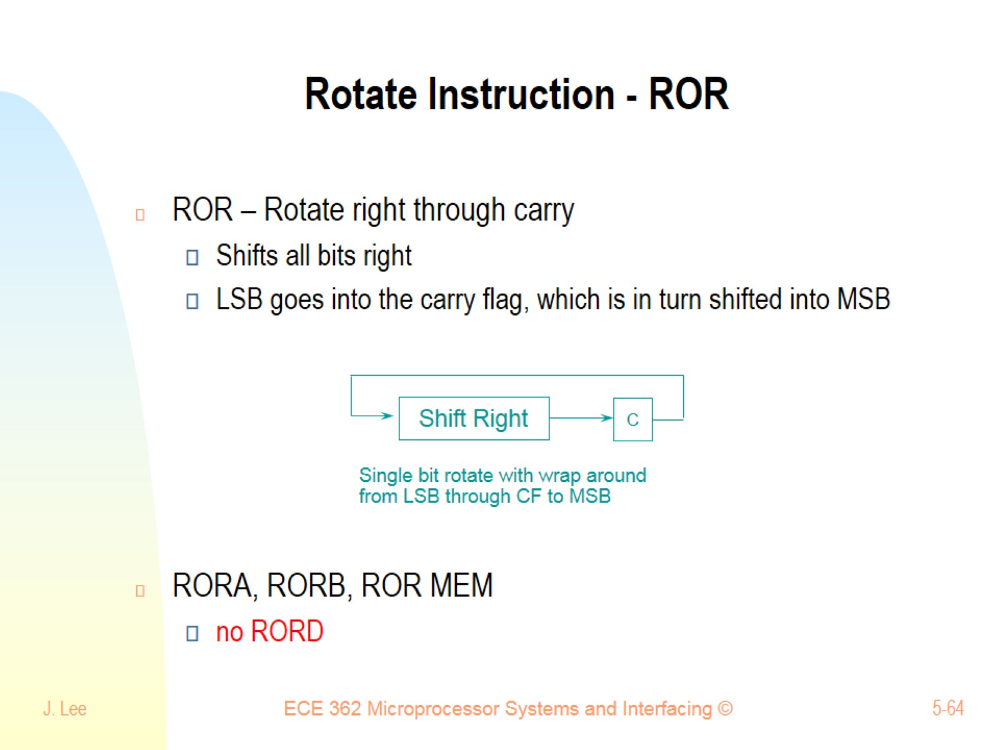 Rotate Instruction - ROR
ROR – Rotate right through carry
Shifts all bits right
LSB goes into the carry flag, which is in turn shifted into MSB
Shift Right
C
Single bit rotate with wrap around
from LSB through CF to MSB
RORA, RORB, ROR MEM
no RORD
J. Lee
ECE 362 Microprocessor Systems and Interfacing ©
5-64